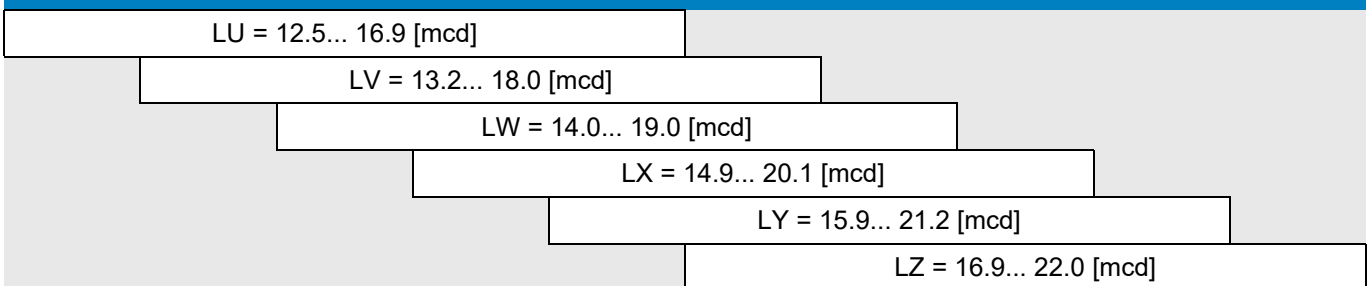 LU = 12.5... 16.9 [mcd]
LV = 13.2... 18.0 [mcd]
LW = 14.0... 19.0 [mcd]
LX = 14.9... 20.1 [mcd]
LY = 15.9... 21.2 [mcd]
LZ = 16.9... 22.0 [mcd]